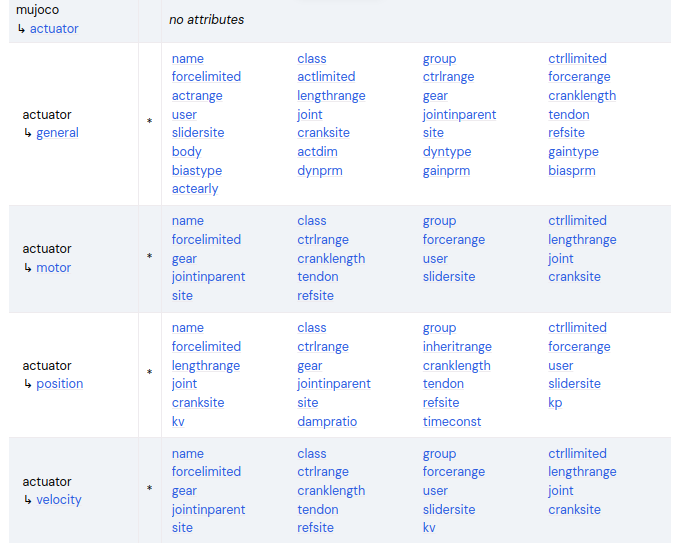 mujoco
↳ actuator
no attributes
actuator
↳ general
*
name class group ctrllimited
forcelimited actlimited ctrlrange forcerange
actrange lengthrange gear cranklength
user joint jointinparent tendon
slidersite cranksite site refsite
body actdim dyntype gaintype
biastype dynprm gainprm biasprm
actearly
actuator
↳ motor
*
name class group ctrllimited
forcelimited ctrlrange forcerange lengthrange
gear cranklength user joint
jointinparent tendon slidersite cranksite
site refsite
actuator
↳ position
*
name class group ctrllimited
forcelimited ctrlrange inheritrange forcerange
lengthrange gear cranklength user
joint jointinparent tendon slidersite
cranksite site refsite kp
kv dampratio timeconst
actuator
↳ velocity
*
name class group ctrllimited
forcelimited ctrlrange forcerange lengthrange
gear cranklength user joint
jointinparent tendon slidersite cranksite
site refsite kv